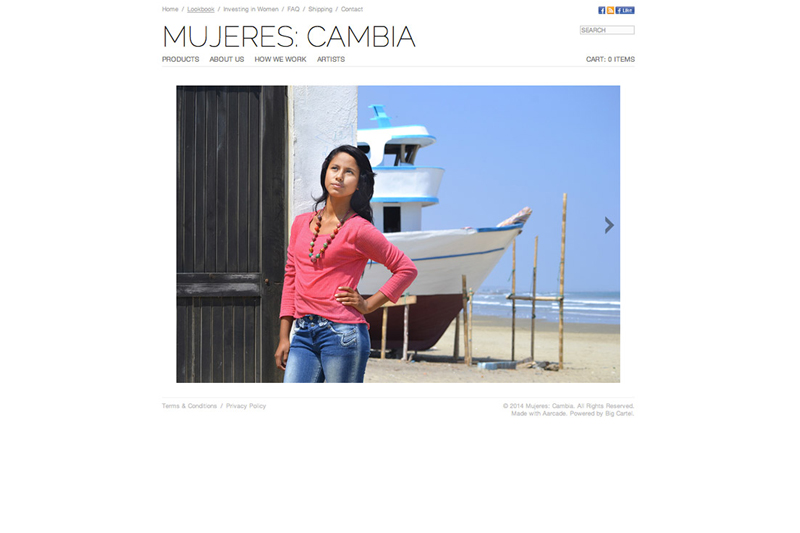 Home / Lookbook / Investing in Women / FAQ / Shipping / Contact
Like
MUJERES: CAMBIA
SEARCH
PRODUCTS ABOUT US HOW WE WORK ARTISTS
CART: 0 ITEMS
Terms & Conditions / Privacy Policy
© 2014 Mujeres: Cambia. All Rights Reserved.
Made with Aarcade. Powered by Big Cartel.